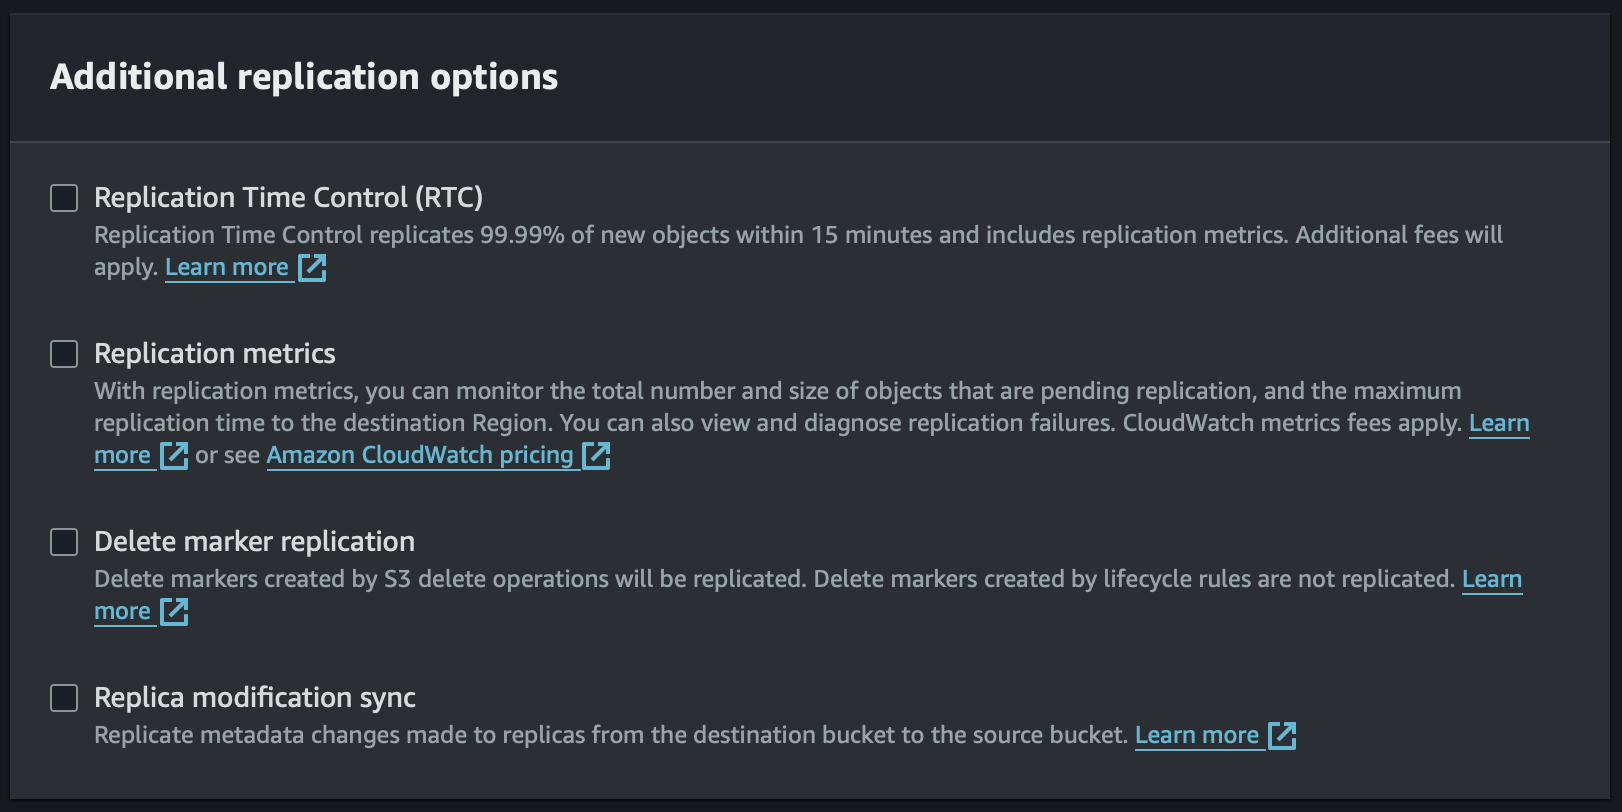 Additional replication options
Replication Time Control (RTC)
Replication Time Control replicates 99.99% of new objects within 15 minutes and includes replication metrics. Additional fees will
apply. Learn more
Replication metrics
With replication metrics, you can monitor the total number and size of objects that are pending replication, and the maximum
replication time to the destination Region. You can also view and diagnose replication failures. CloudWatch metrics fees apply. Learn
more or see Amazon CloudWatch pricing
Delete marker replication
Delete markers created by S3 delete operations will be replicated. Delete markers created by lifecycle rules are not replicated. Learn
more
Replica modification sync
Replicate metadata changes made to replicas from the destination bucket to the source bucket. Learn more